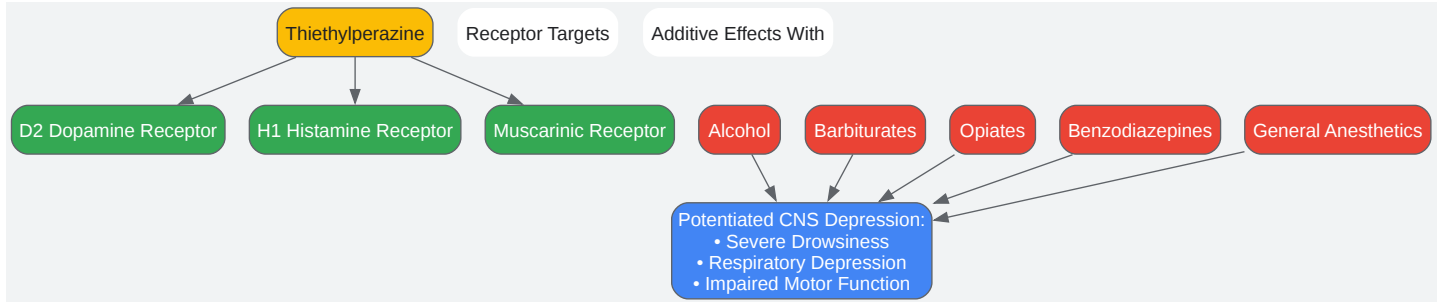 Thiethylperazine
Receptor Targets
Additive Effects With
D2 Dopamine Receptor
H1 Histamine Receptor
Muscarinic Receptor
Alcohol
Barbiturates
Opiates
Benzodiazepines
General Anesthetics
Potentiated CNS Depression:
• Severe Drowsiness
• Respiratory Depression
• Impaired Motor Function